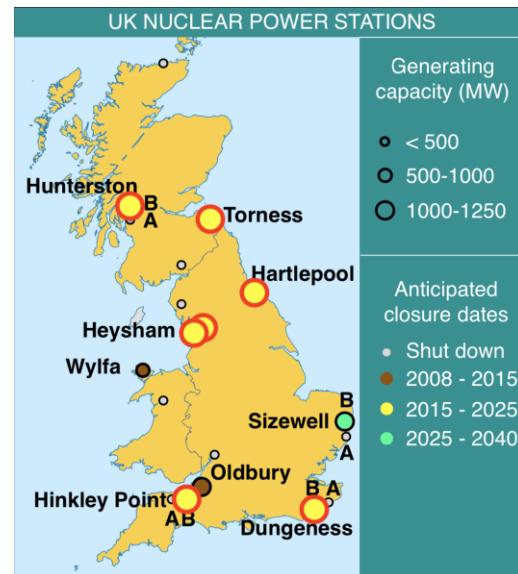 UK NUCLEAR POWER STATIONS
Generating
capacity (MW)
< 500
500-1000
1000-1250
Anticipated
closure dates
Shut down
2008 - 2015
2015 - 2025
2025 - 2040
Hunterston
B
A
Torness
Hartlepool
Heysham
Wylfa
B
Sizewell
A
Oldbury
Hinkley Point
A B
B A
Dungeness